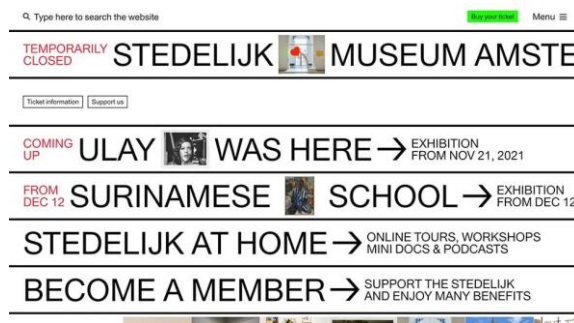 Type here to search the website
Buy your ticket
Menu
TEMPORARILY
CLOSED
STEDELIJK MUSEUM AMSTE
Ticket information
Support us
COMING
UP
ULAY WAS HERE →
EXHIBITION
FROM NOV 21, 2021
FROM
DEC 12
SURINAMESE SCHOOL →
EXHIBITION
FROM DEC 12
STEDELIJK AT HOME →
ONLINE TOURS, WORKSHOPS
MINI DOCS & PODCASTS
BECOME A MEMBER →
SUPPORT THE STEDELIJK
AND ENJOY MANY BENEFITS